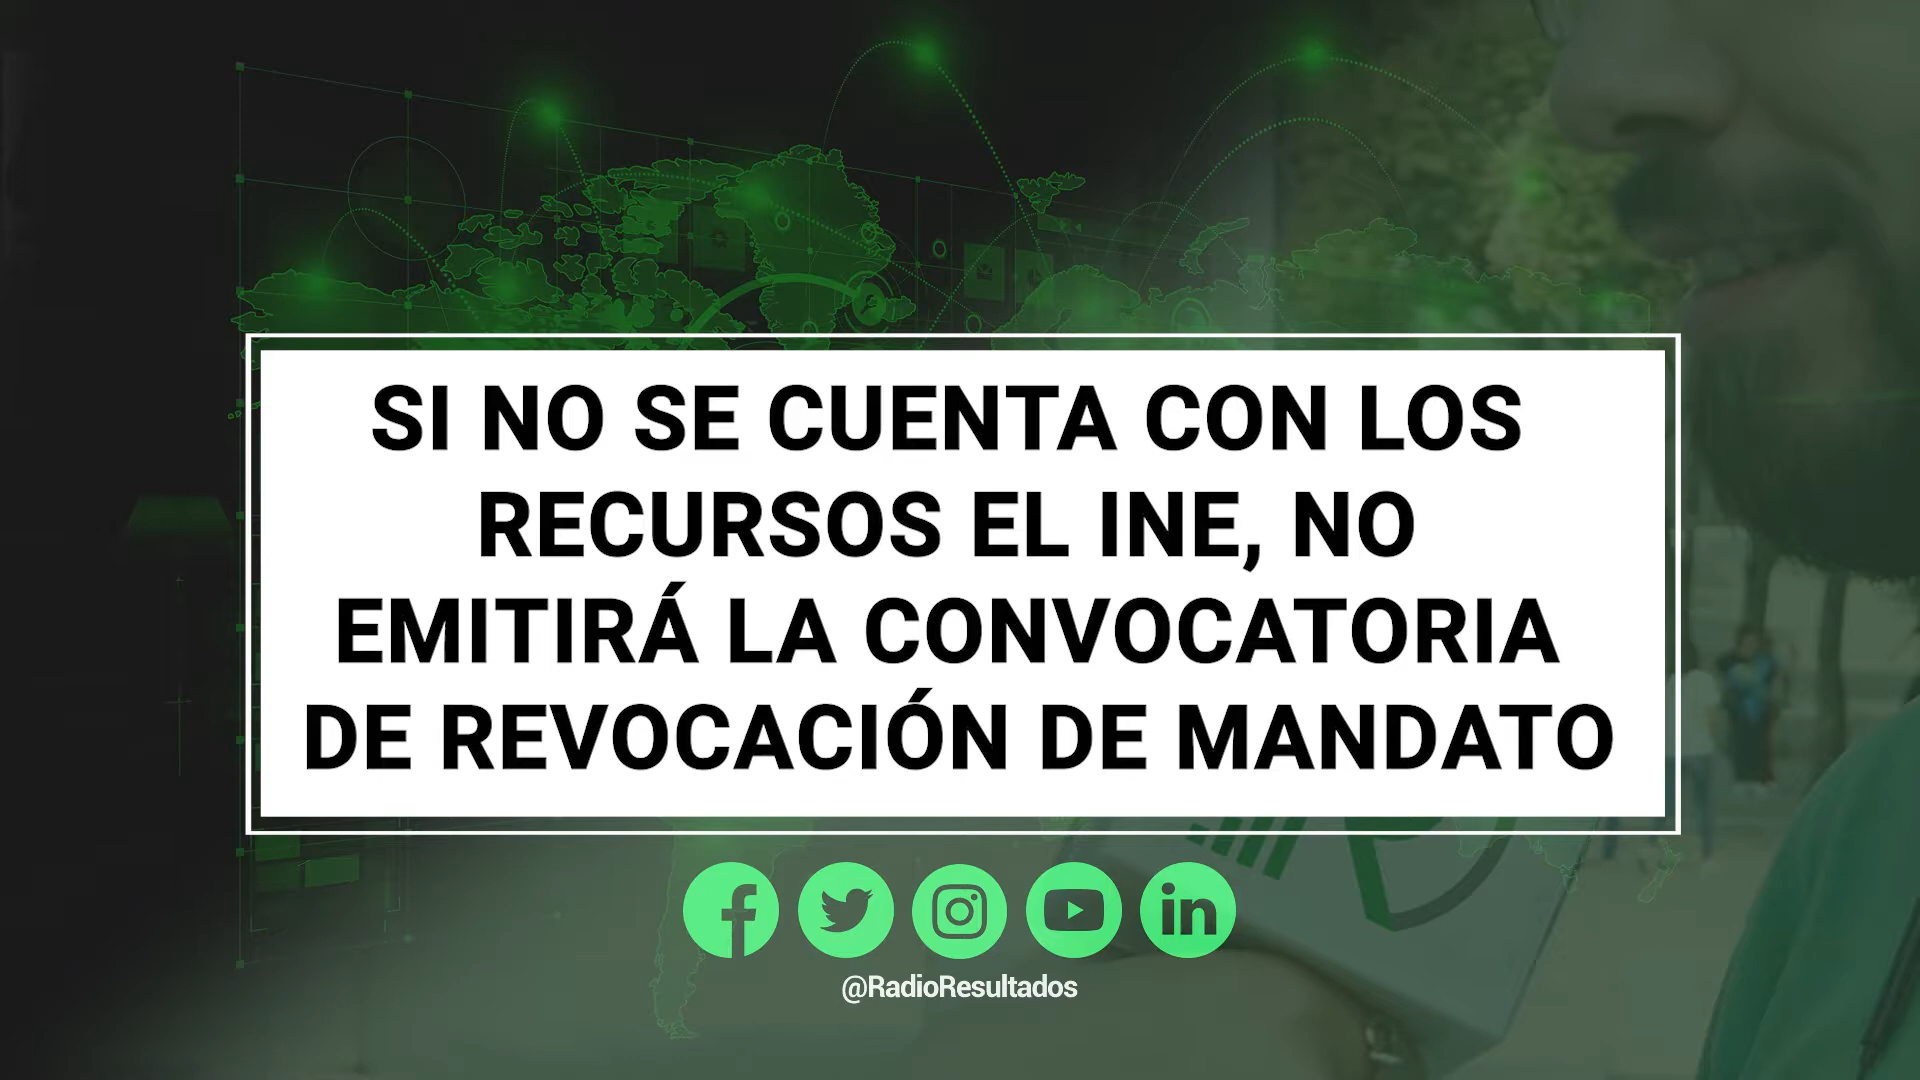 SI NO SE CUENTA CON LOS
RECURSOS EL INE, NO
EMITIRÁ LA CONVOCATORIA
DE REVOCACIÓN DE MANDATO
@RadioResultados